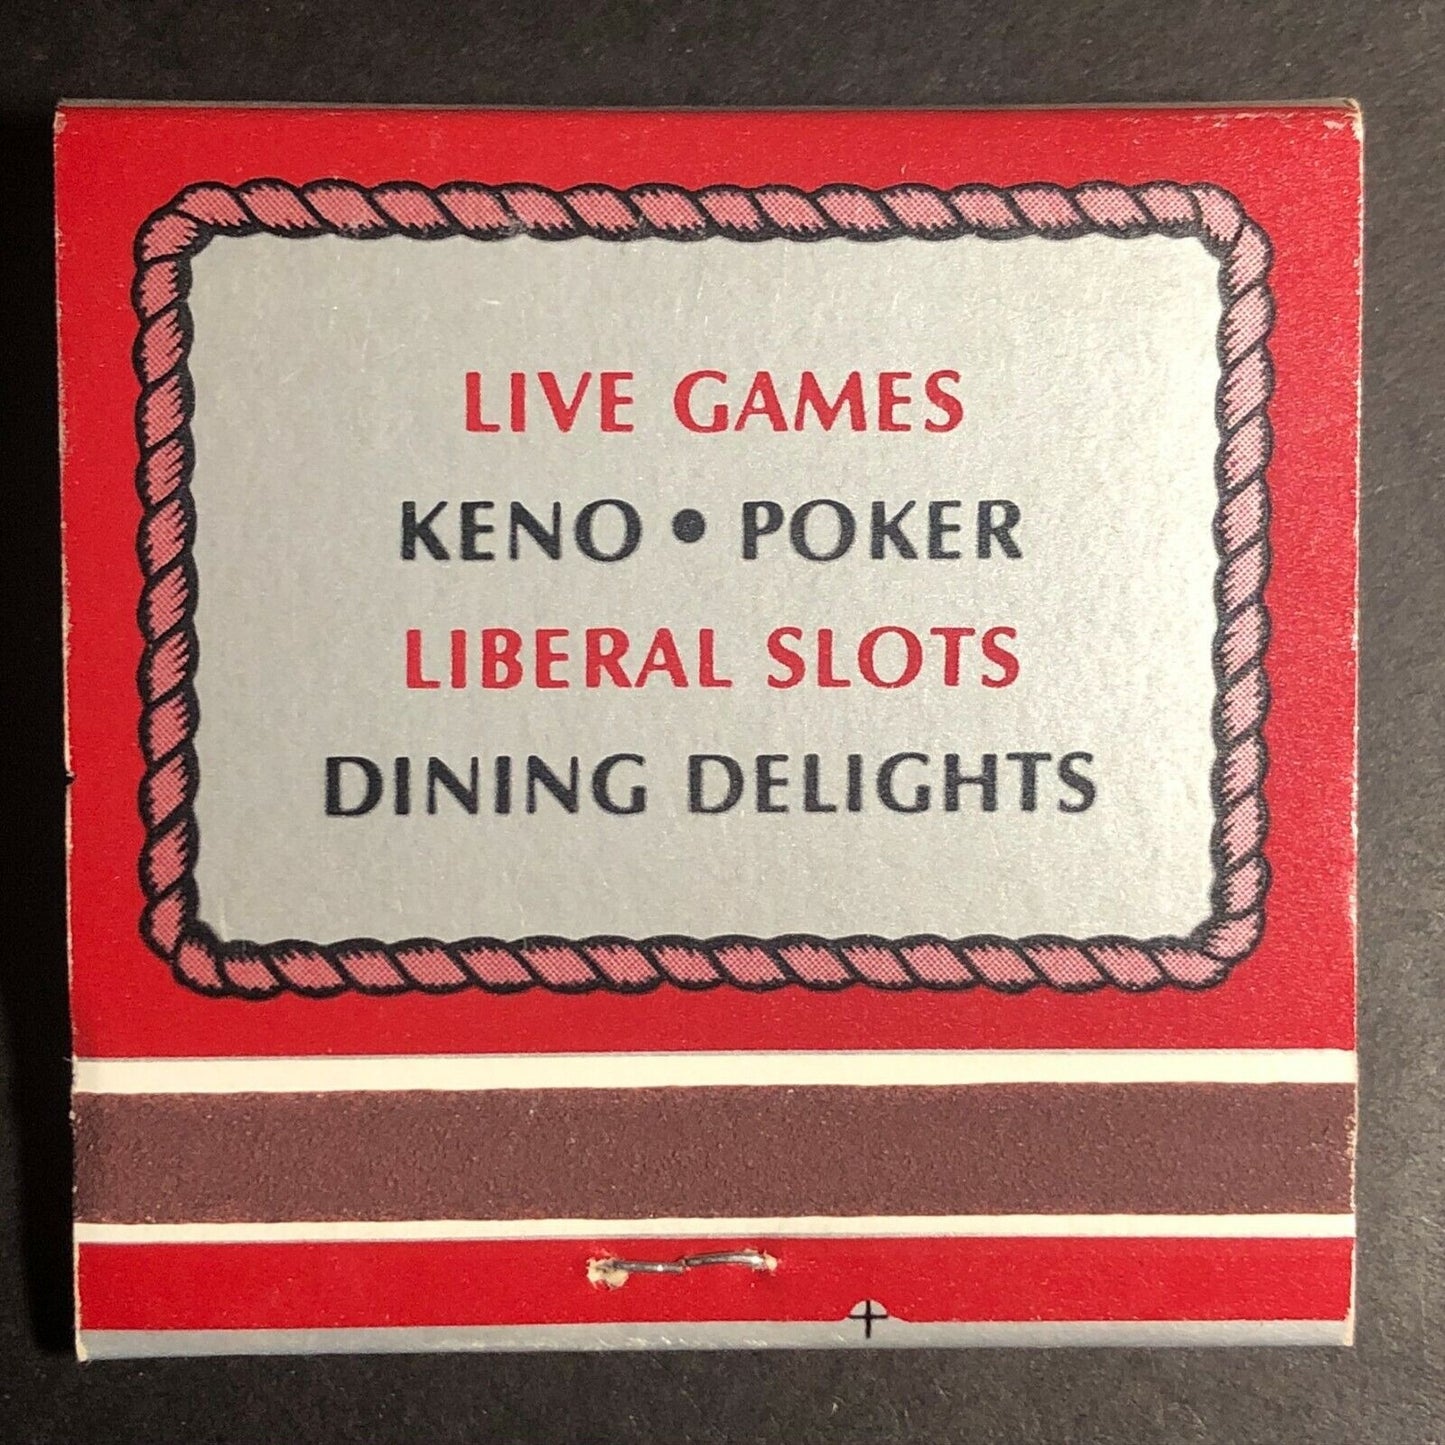 LIVE GAMES
KENO • POKER
LIBERAL SLOTS
DINING DELIGHTS